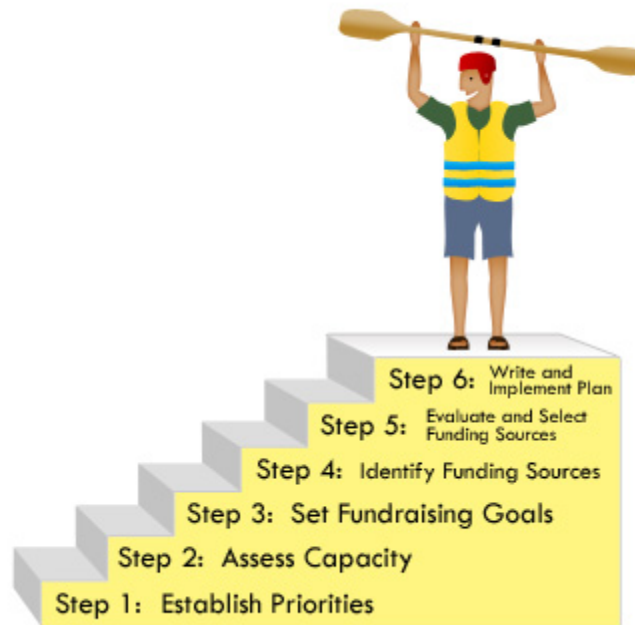 Step 6: Write and
Implement Plan
Step 5: Evaluate and Select
Funding Sources
Step 4: Identify Funding Sources
Step 3: Set Fundraising Goals
Step 2: Assess Capacity
Step 1: Establish Priorities